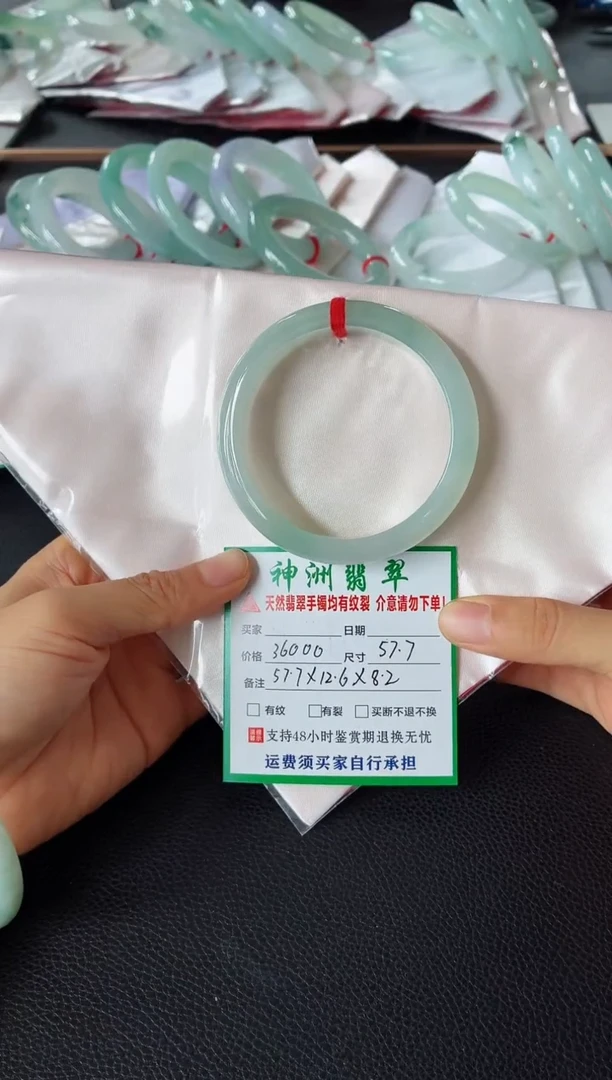 神洲翡翠
天然翡翠手镯均有纹裂 介意请勿下单!
买家 日期
价格 36000 尺寸 57.7
备注 57.7X12.6X8.2
□有纹 □有裂 □买断不退不换
支持48小时鉴赏期退换无忧
运费须买家自行承担